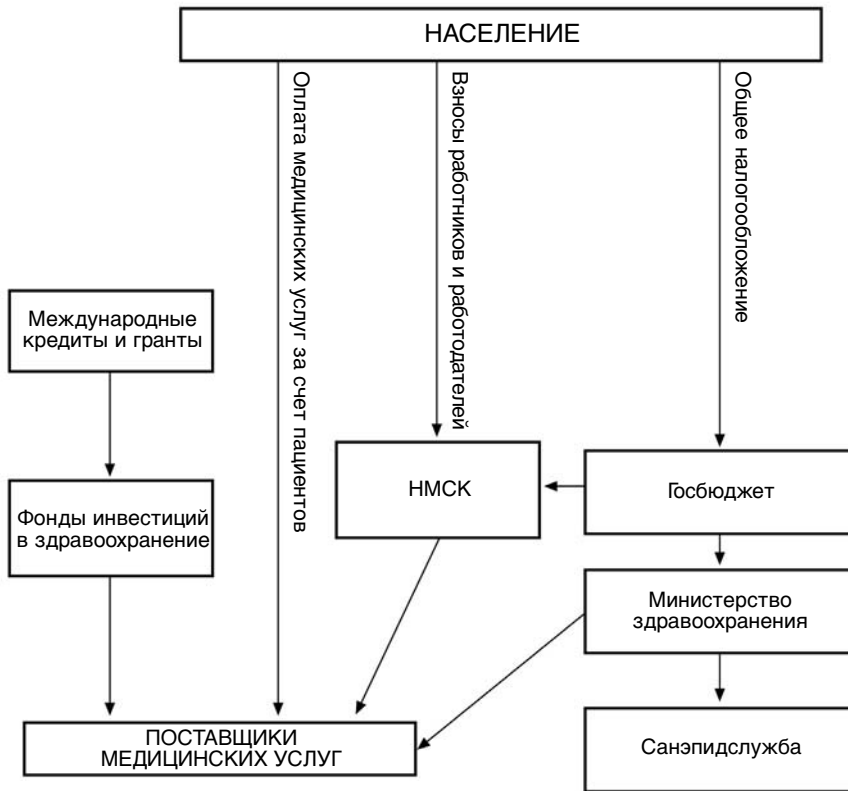 НАСЕЛЕНИЕ
Оплата медицинских услуг за счет пациентов
Взносы работников и работодателей
Общее налогообложение
Международные
кредиты и гранты
НМСК
Госбюджет
Фонды инвестиций
в здравоохранение
Министерство
здравоохранения
ПОСТАВЩИКИ
МЕДИЦИНСКИХ УСЛУГ
Санэпидслужба